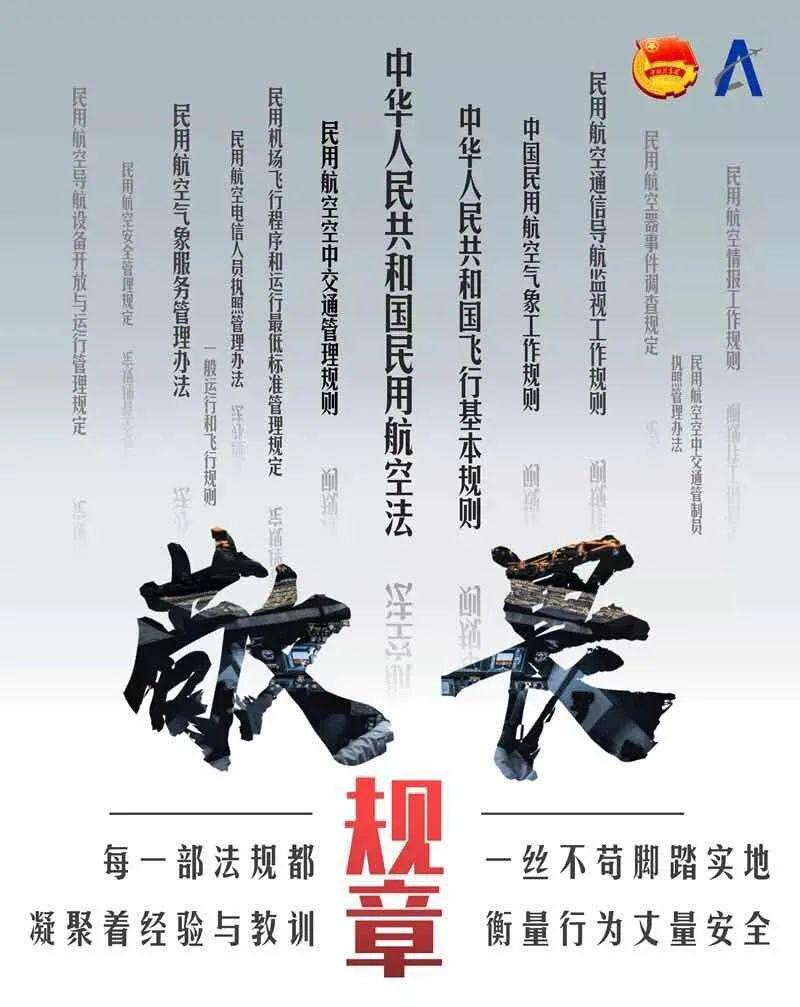 民用航空导航设备开放与运行管理规定
民用航空安全管理规定
民用航空气象服务管理办法
一般运行和飞行规则
民用航空电信人员执照管理办法
民用机场飞行程序和运行最低标准管理规定
民用航空空中交通管理规则
中华人民共和国民用航空法
中华人民共和国飞行基本规则
中国民用航空气象工作规则
民用航空通信导航监视工作规则
民用航空器事件调查规定
民用航空空中交通管制员
执照管理办法
民用航空情报工作规则
敬畏
规章
每一部法规都
凝聚着经验与教训
一丝不苟脚踏实地
衡量行为丈量安全